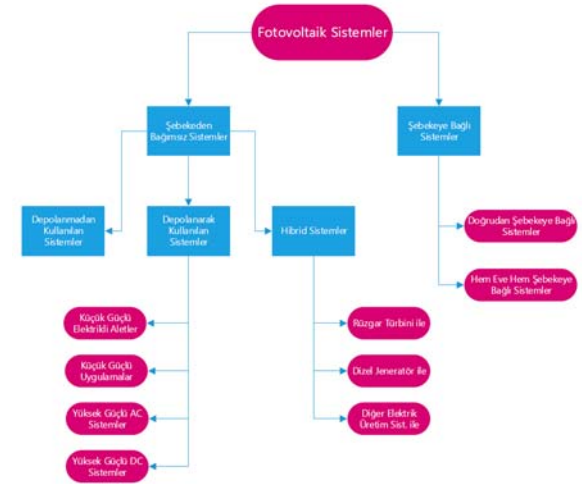 Fotovoltaik Sistemler
Şebekeden
Bağımsız Sistemler
Şebekeye Bağlı
Sistemler
Depolanmadan
Kullanılan
Sistemler
Depolanarak
Kullanılan
Sistemler
Hibrid Sistemler
Doğrudan Şebekeye Bağlı
Sistemler
Hem Eve Hem Şebekeye
Bağlı Sistemler
Küçük Güçlü
Elektrildi Aletler
Küçük Güçlü
Uygulamalar
Yüksek Güçlü AC
Sistemler
Yüksek Güçlü DC
Sistemler
Rüzgar Türbini ile
Dizel Jeneratör ile
Diğer Elektrik
Üretim Sist. ile